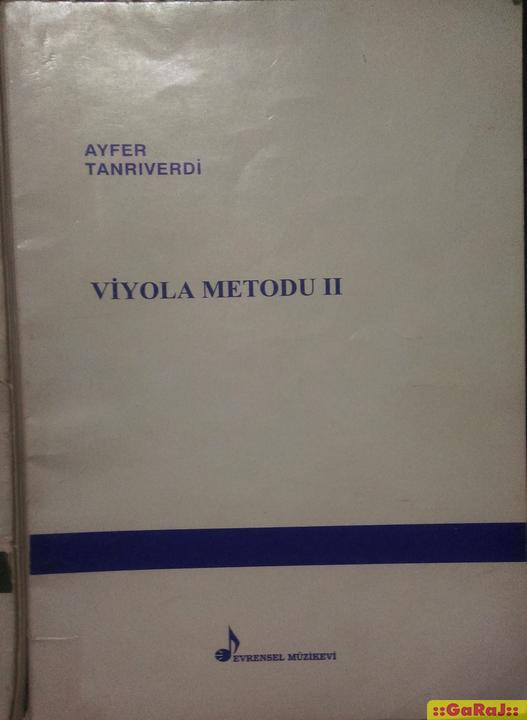 AYFER
TANRIVERDİ
VİYOLA METODU II
EVRENSEL MÜZİKEVİ
::GaRaJ::